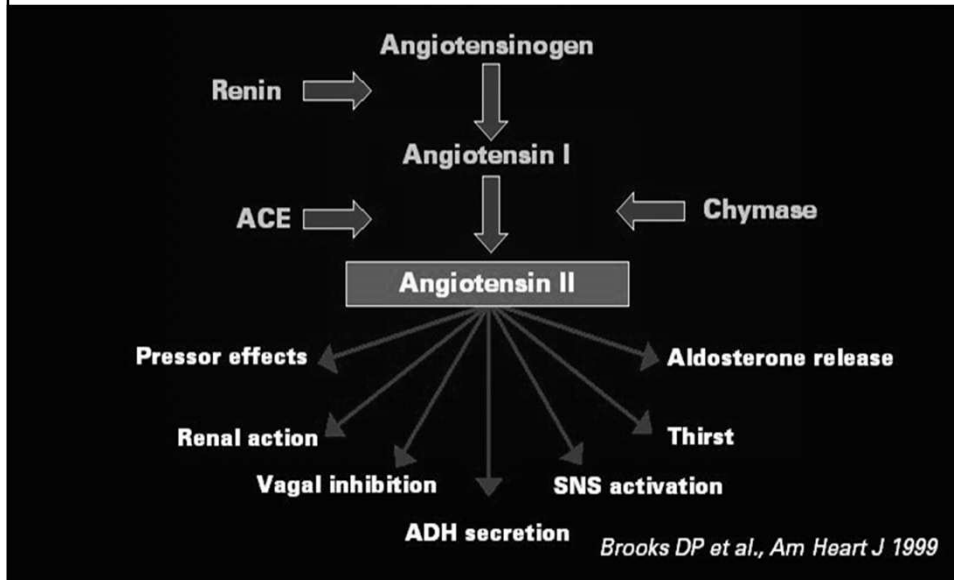 Angiotensinogen
Renin
Angiotensin I
ACE
Chymase
Angiotensin II
Pressor effects
Aldosterone release
Renal action
Thirst
Vagal inhibition
SNS activation
ADH secretion
Brooks DP et al., Am Heart J 1999